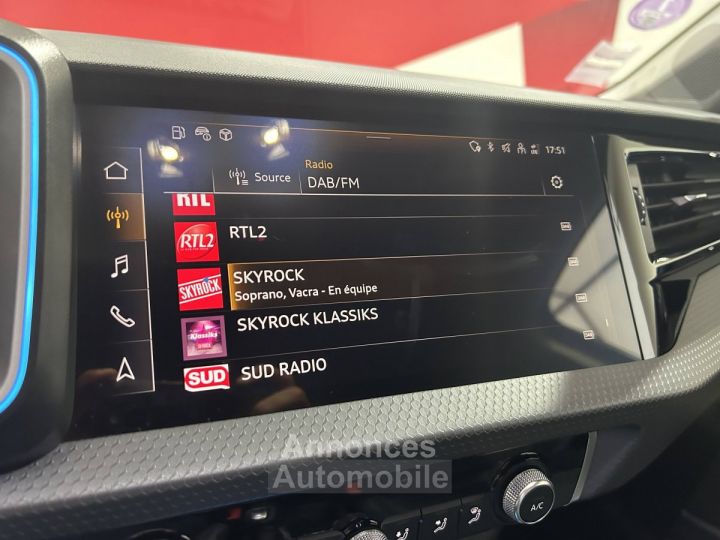 17:51
Radio
Source
DAB/FM
RTL
RTL2
RTL2
SKYROCK
SKYROCK
Soprano, Vacra - En équipe
Klassiks
SKYROCK KLASSIKS
SUD
SUD RADIO
Annonces
Automobile
A/C